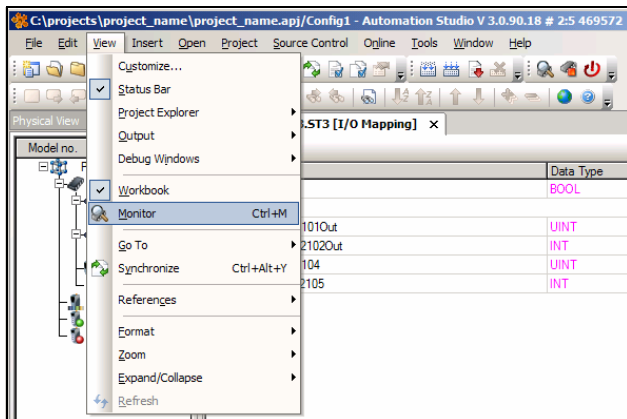 C:\projects\project_name\project_name.apj/Config1 - Automation Studio V 3.0.90.18 # 2:5 469572
File Edit View Insert Open Project Source Control Online Tools Window Help
Customize...
Status Bar
Physical View
Project Explorer
.ST3 [I/O Mapping] X
Output
Model no.
Debug Windows
Data Type
Workbook
BOOL
Monitor Ctrl+M
101Out UINT
Go To
2102Out INT
Synchronize Ctrl+Alt+Y
104 UINT
2105 INT
References
Format
Zoom
Expand/Collapse
Refresh